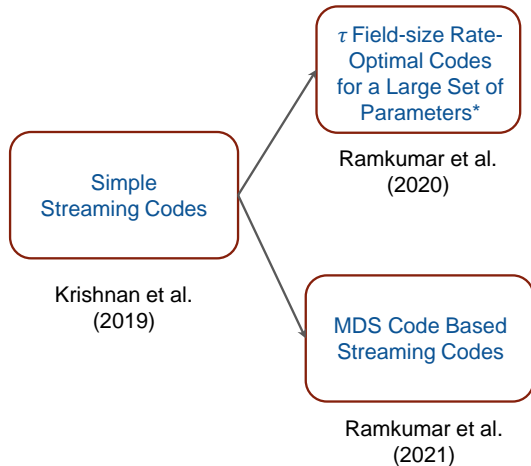 τ Field-size Rate-
Optimal Codes
for a Large Set of
Parameters*
Ramkumar et al.
(2020)
Simple
Streaming Codes
Krishnan et al.
(2019)
MDS Code Based
Streaming Codes
Ramkumar et al.
(2021)